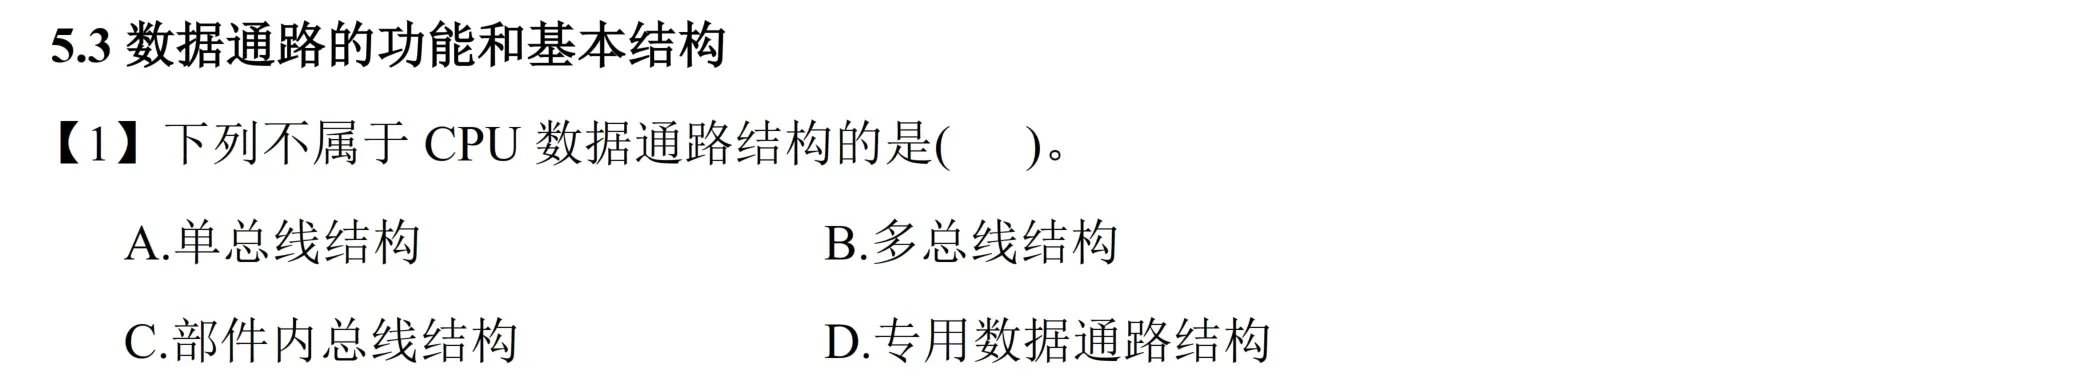 5.3 数据通路的功能和基本结构
【1】下列不属于 CPU 数据通路结构的是(    )。
A.单总线结构 B.多总线结构
C.部件内总线结构 D.专用数据通路结构